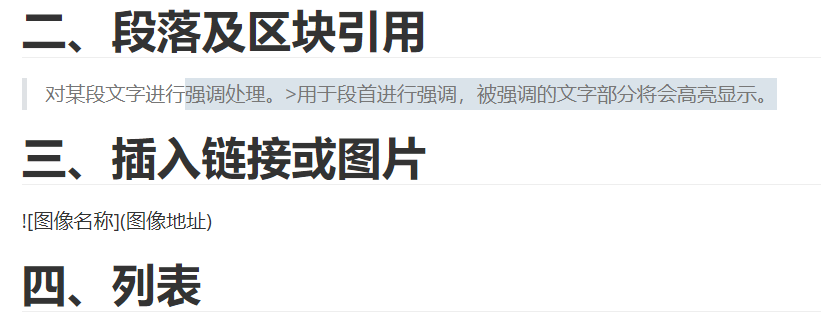 二、段落及区块引用
对某段文字进行强调处理。>用于段首进行强调，被强调的文字部分将会高亮显示。
三、插入链接或图片
![图像名称](图像地址)
四、列表